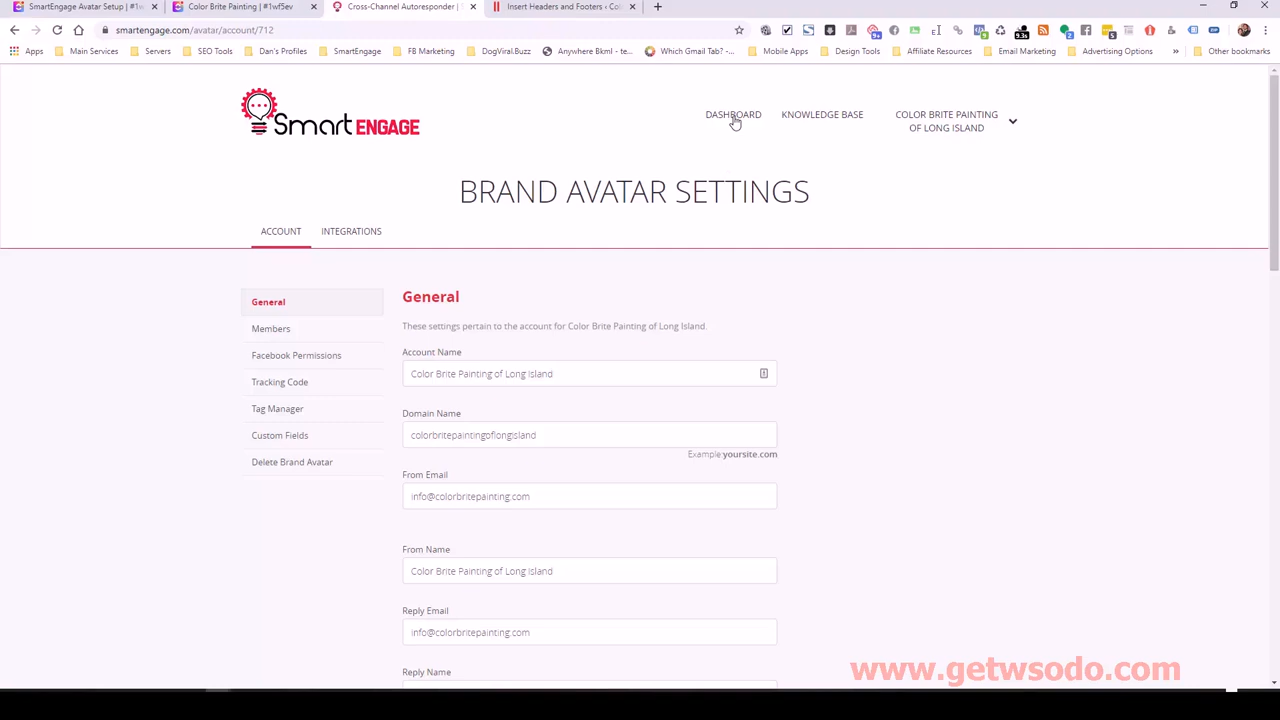 SmartEngage Avatar Setup | #1w
Color Brite Painting | #1wf5ev
Cross-Channel Autoresponder |
Insert Headers and Footers ‹ Col
smartengage.com/avatar/account/712
Apps
Main Services
Servers
SEO Tools
Dan's Profiles
SmartEngage
FB Marketing
DogViral.Buzz
Anywhere Bkml - te...
Which Gmail Tab? -...
Mobile Apps
Design Tools
Affiliate Resources
Email Marketing
Advertising Options
»
Other bookmarks
Smart ENGAGE
DASHBOARD
KNOWLEDGE BASE
COLOR BRITE PAINTING
OF LONG ISLAND
BRAND AVATAR SETTINGS
ACCOUNT
INTEGRATIONS
General
Members
Facebook Permissions
Tracking Code
Tag Manager
Custom Fields
Delete Brand Avatar
General
These settings pertain to the account for Color Brite Painting of Long Island.
Account Name
Color Brite Painting of Long Island
Domain Name
colorbritepaintingoflongisland
Example:yoursite.com
From Email
info@colorbritepainting.com
From Name
Color Brite Painting of Long Island
Reply Email
info@colorbritepainting.com
Reply Name
www.getwsodo.com